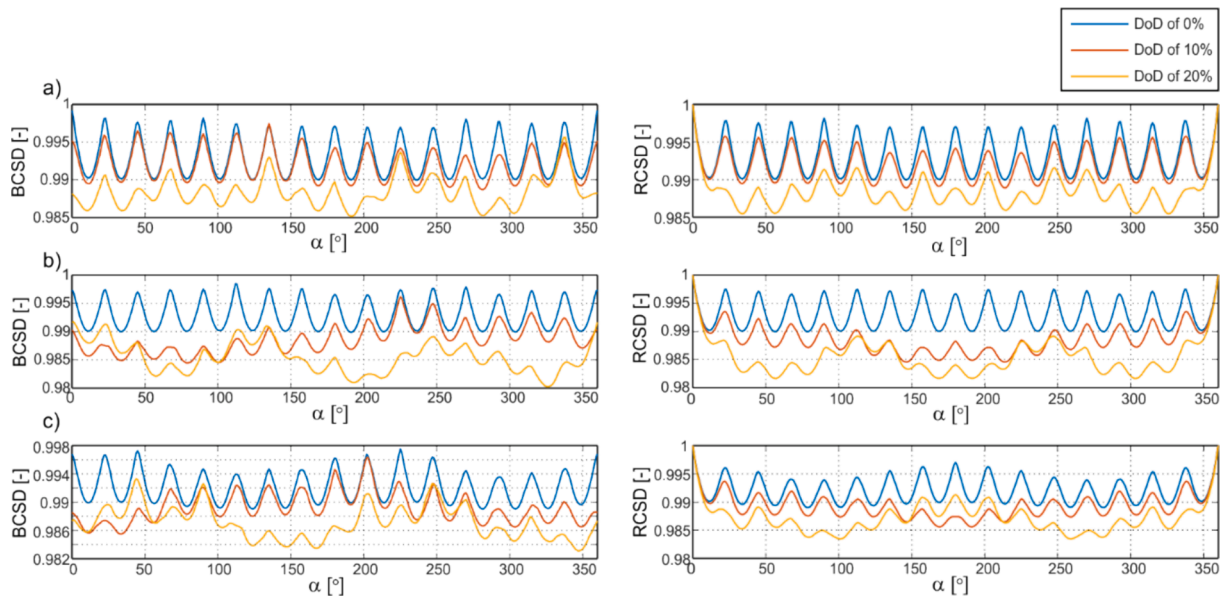 DoD of 0%
DoD of 10%
DoD of 20%
a)
BCSD [-]
1
0.995
0.99
0.985
0 50 100 150 200 250 300 350
α [°]
RCSD [-]
1
0.995
0.99
0.985
0 50 100 150 200 250 300 350
α [°]
b)
BCSD [-]
1
0.995
0.99
0.985
0.98
0 50 100 150 200 250 300 350
α [°]
RCSD [-]
1
0.995
0.99
0.985
0.98
0 50 100 150 200 250 300 350
α [°]
c)
BCSD [-]
0.998
0.994
0.99
0.986
0.982
0 50 100 150 200 250 300 350
α [°]
RCSD [-]
1
0.995
0.99
0.985
0.98
0 50 100 150 200 250 300 350
α [°]